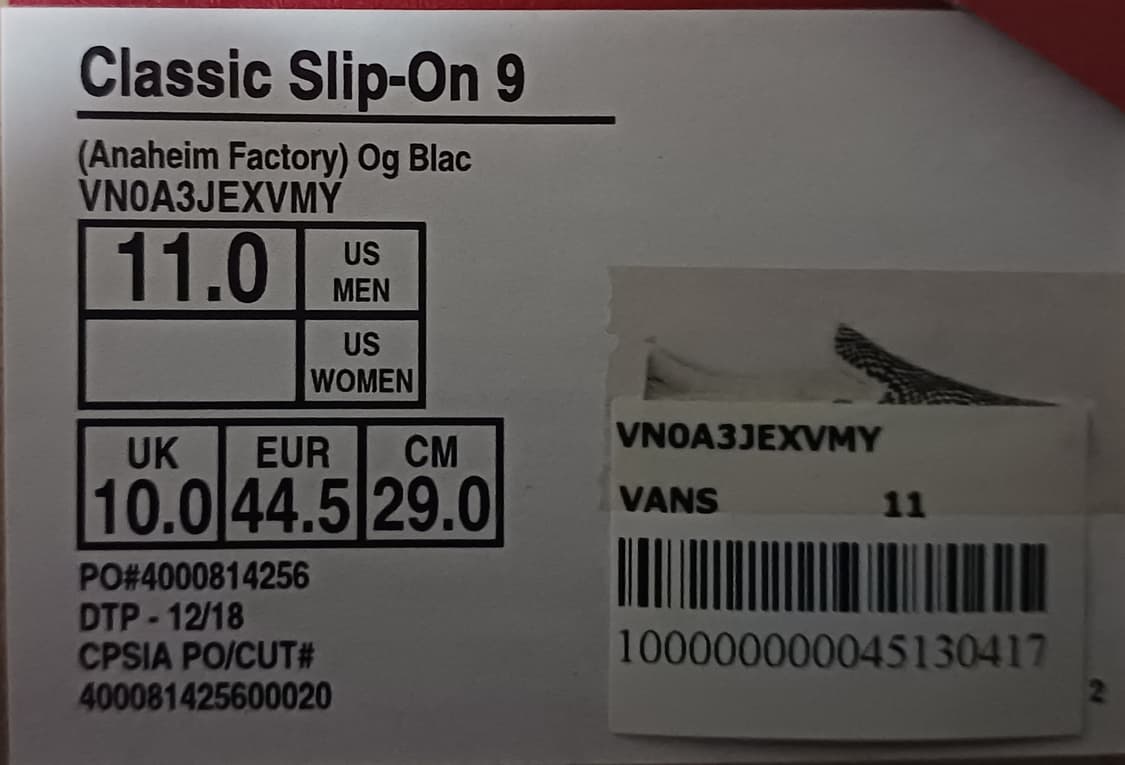 Classic Slip-On 9
(Anaheim Factory) Og Blac
VN0A3JEXVMY
11.0 US MEN
US WOMEN
UK EUR CM
10.0 44.5 29.0
PO#4000814256
DTP - 12/18
CPSIA PO/CUT#
400081425600020
VN0A3JEXVMY
VANS 11
1000000000045130417
2